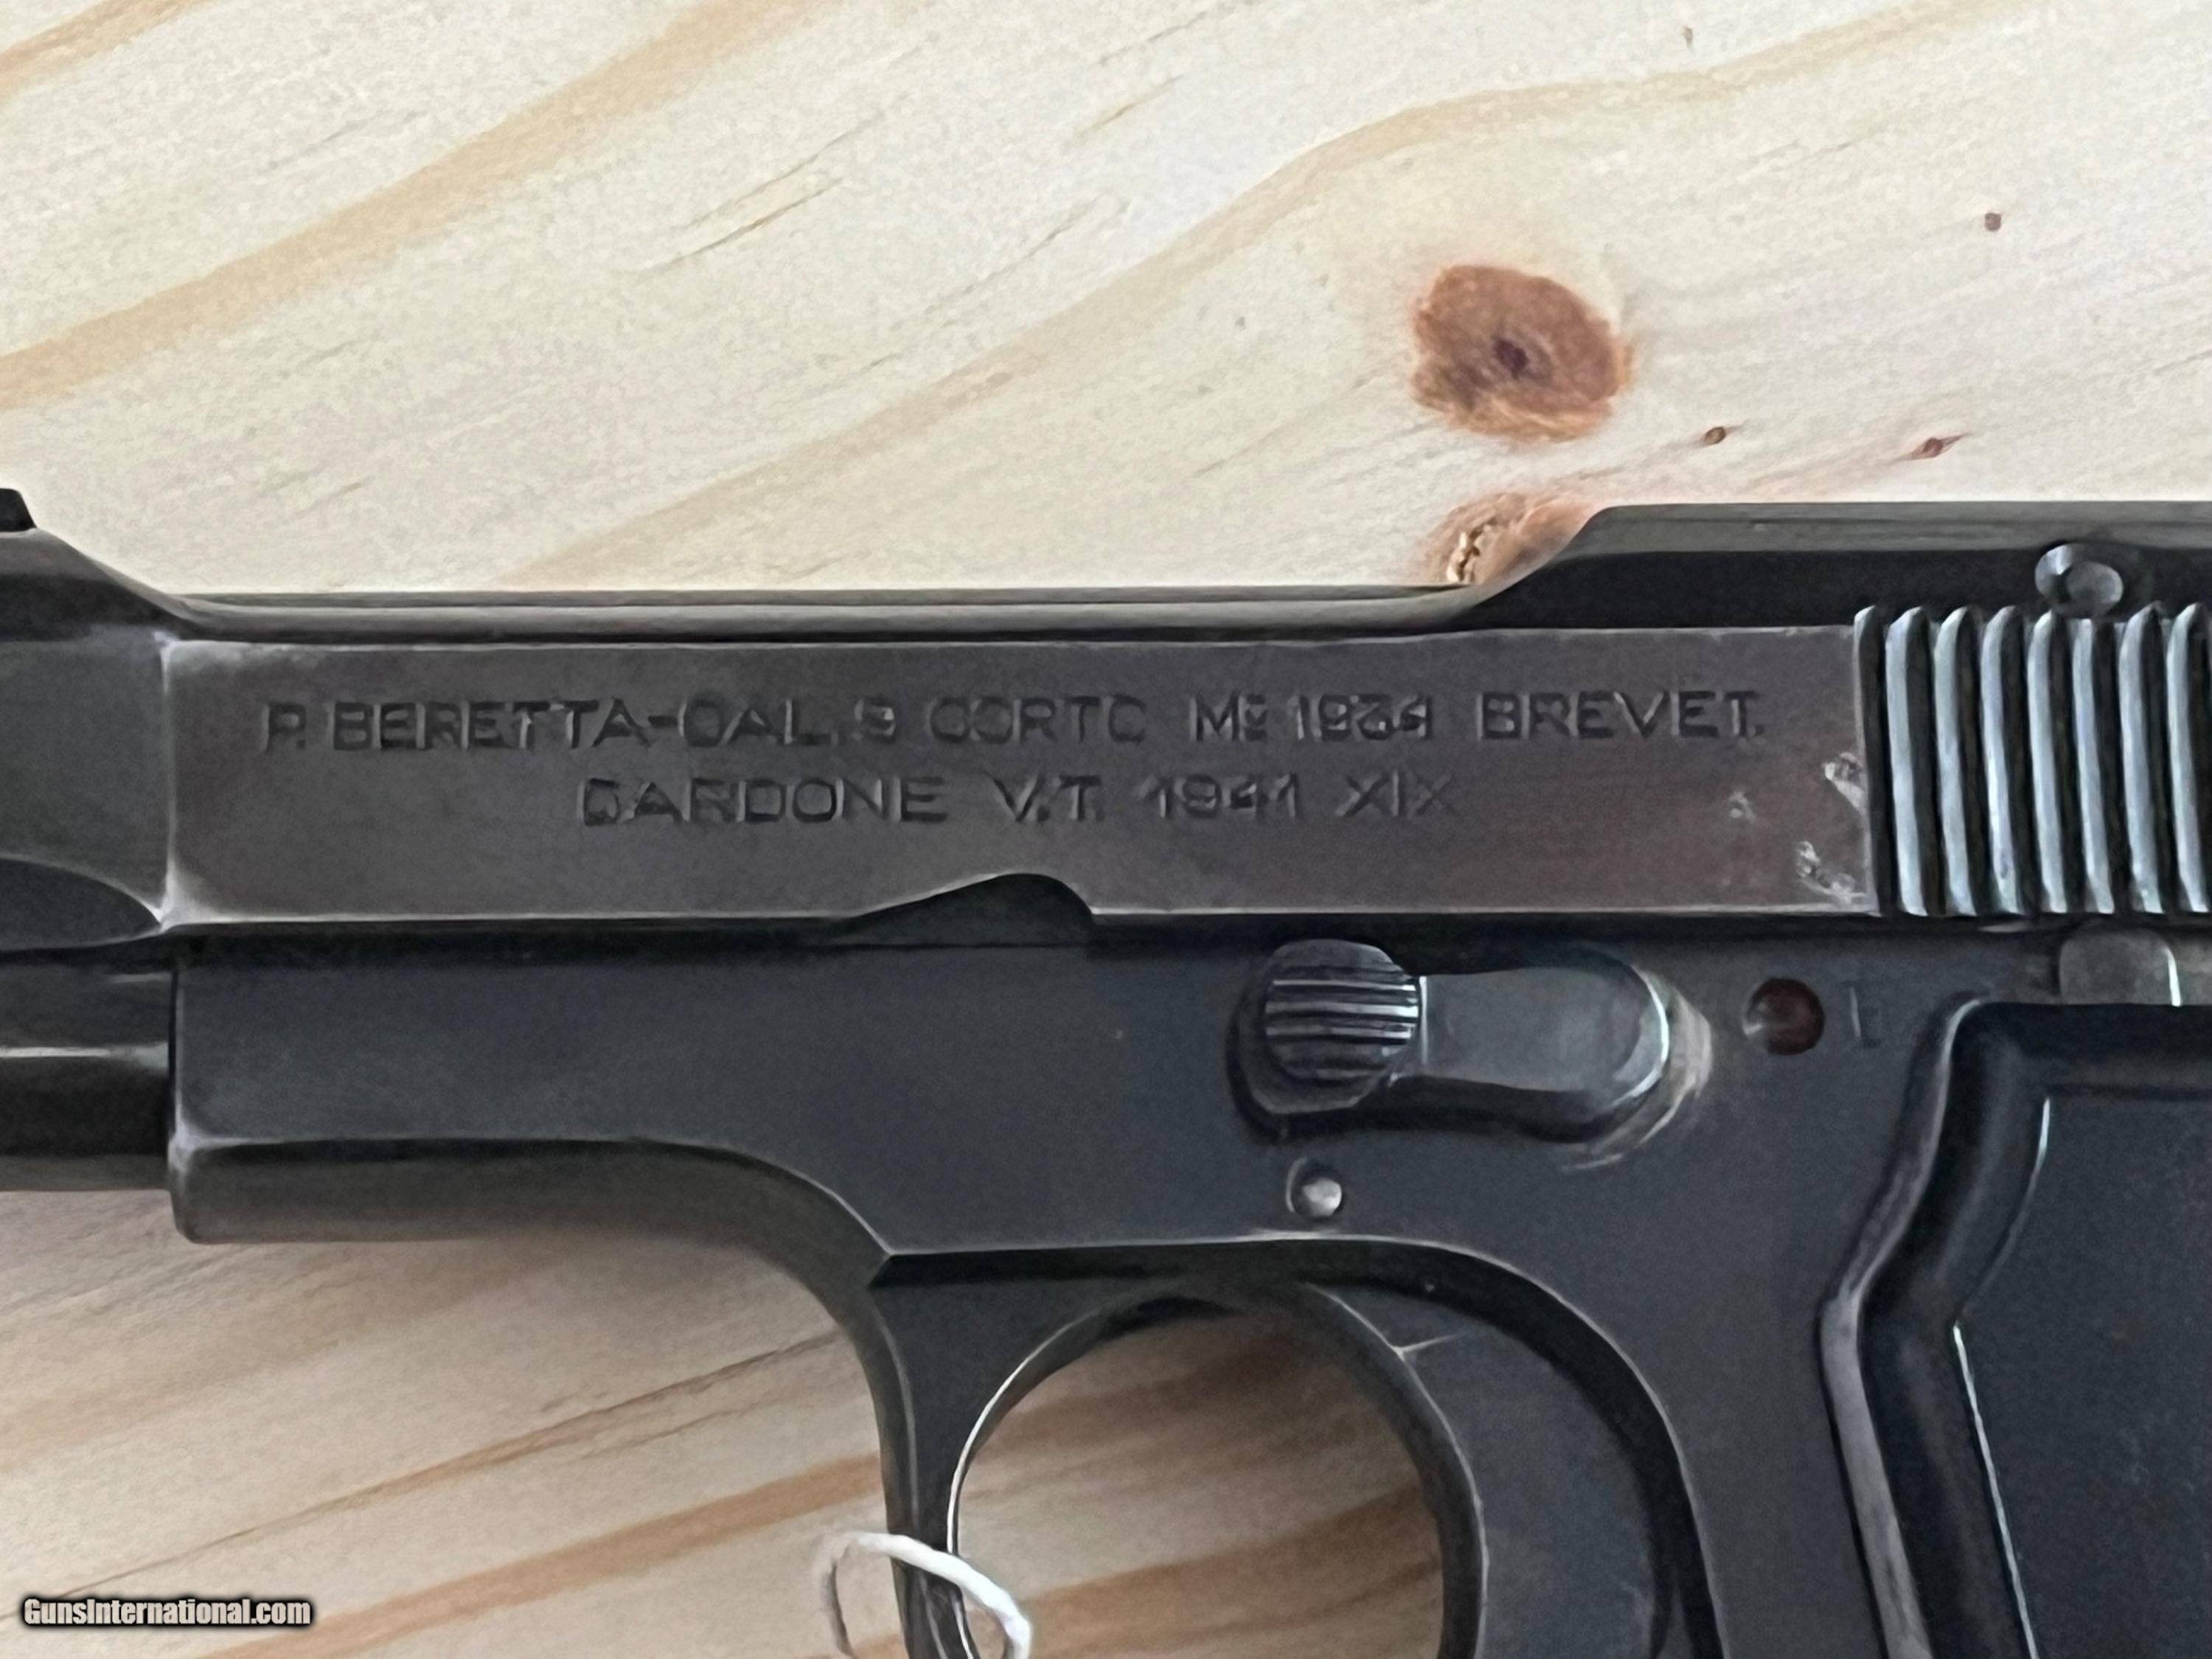 P. BERETTA-CAL. 9 CORTO Mo 1934 BREVET.
GARDONE V.T. 1941 XIX
GunsInternational.com